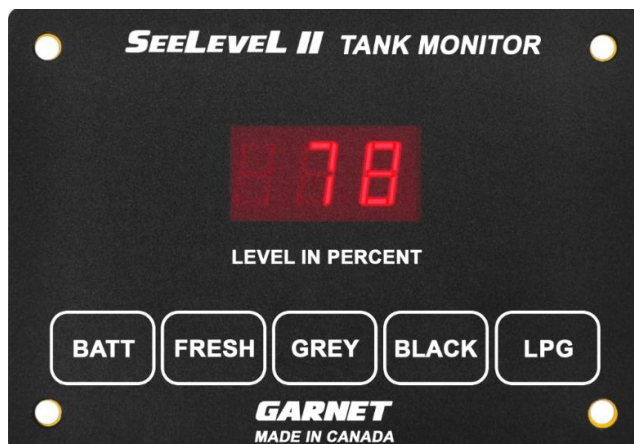 SEELEVEL II TANK MONITOR
78
LEVEL IN PERCENT
BATT FRESH GREY BLACK LPG
GARNET
MADE IN CANADA